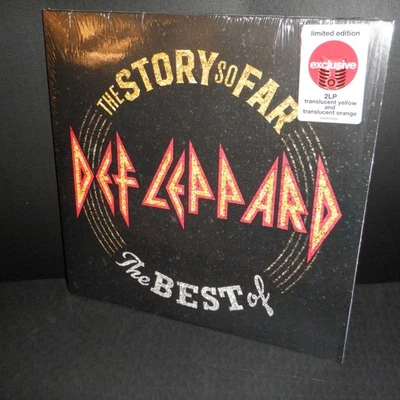 THE STORY SO FAR
DEF LEPPARD
The BEST of
limited edition
exclusive
2LP
translucent yellow
and
translucent orange